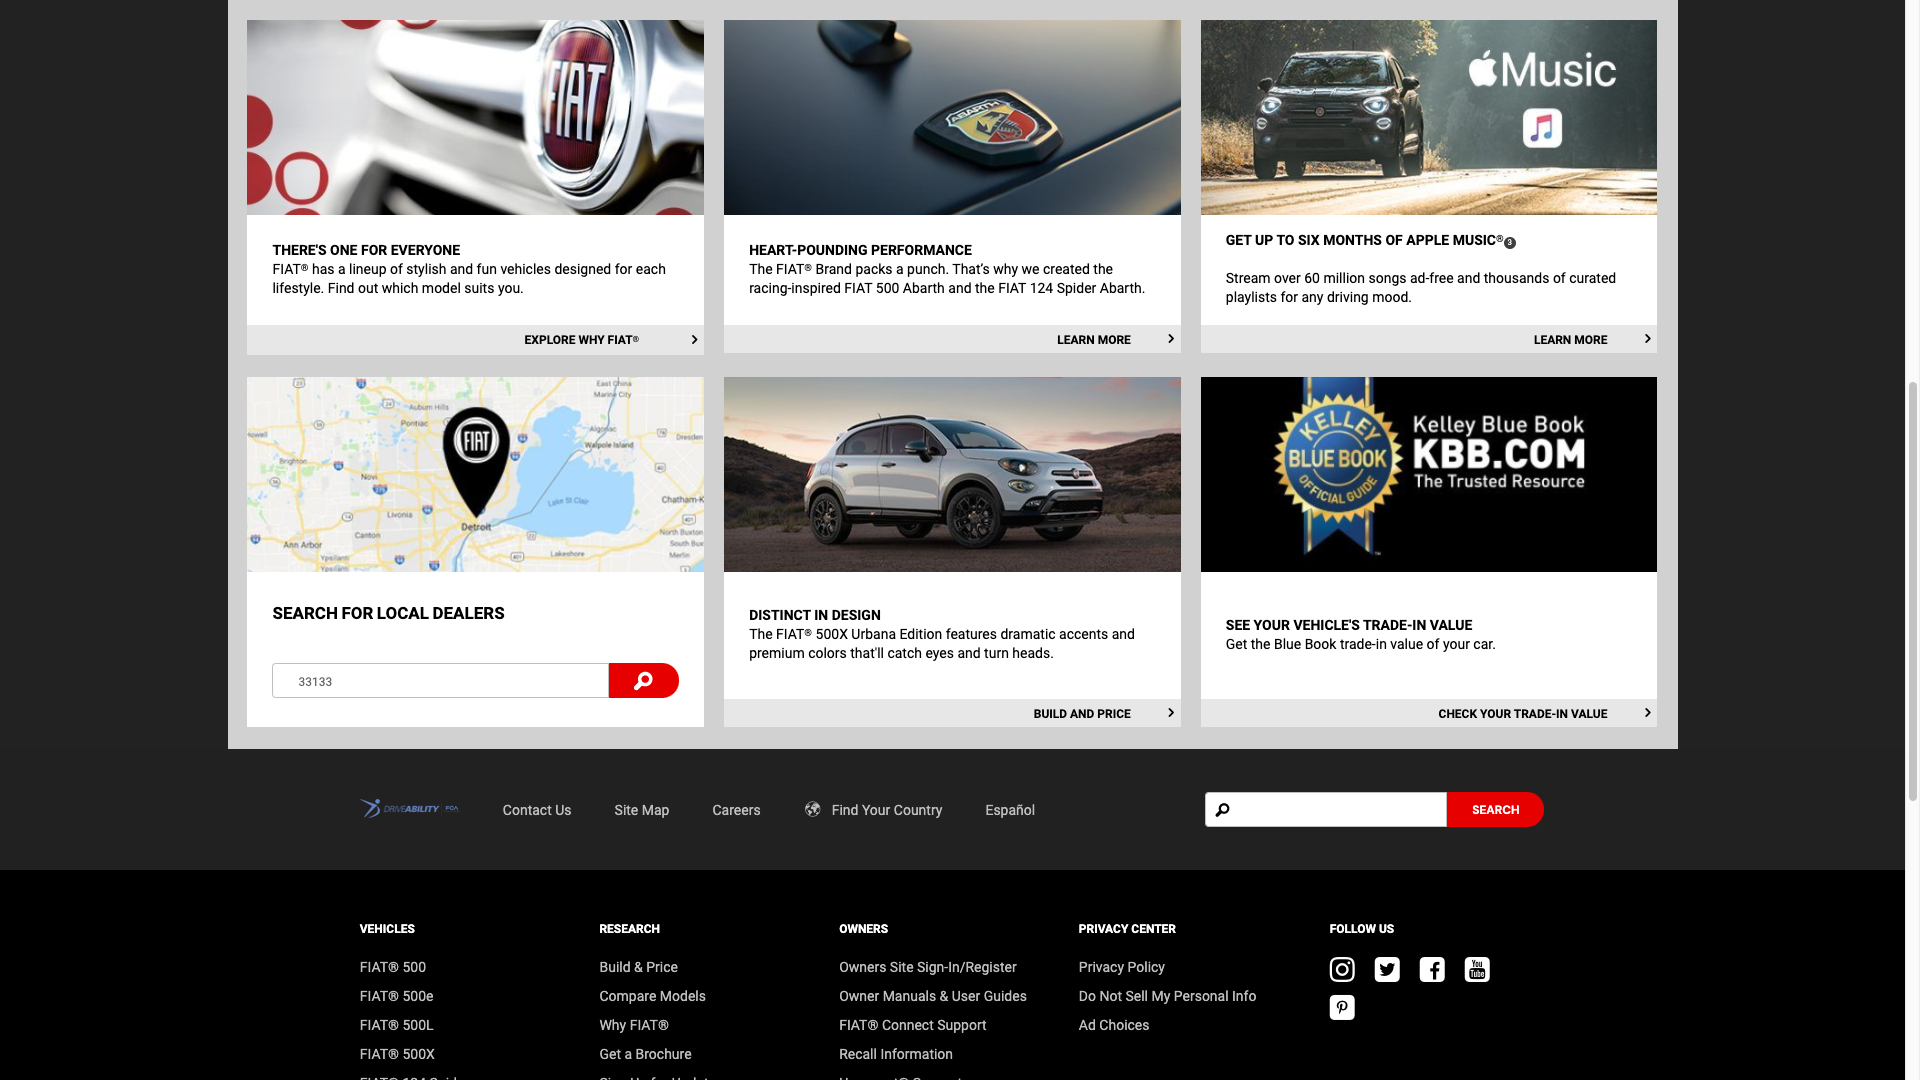 FIAT
ABARTH
Music
THERE'S ONE FOR EVERYONE
FIAT® has a lineup of stylish and fun vehicles designed for each
lifestyle. Find out which model suits you.
EXPLORE WHY FIAT®
HEART-POUNDING PERFORMANCE
The FIAT® Brand packs a punch. That's why we created the
racing-inspired FIAT 500 Abarth and the FIAT 124 Spider Abarth.
LEARN MORE
GET UP TO SIX MONTHS OF APPLE MUSIC®3
Stream over 60 million songs ad-free and thousands of curated
playlists for any driving mood.
LEARN MORE
East China
Marine City
Auburn Hills
Pontiac
Algonac
Walpole Island
Dresden
Brighton
Novi
Lake St Clair
Chatham-K
Livonia
Detroit
Canton
North Buxton
South Bux
Ann Arbor
Ypsilanti
Lakeshore
Merlin
FIAT
SEARCH FOR LOCAL DEALERS
33133
DISTINCT IN DESIGN
The FIAT® 500X Urbana Edition features dramatic accents and
premium colors that'll catch eyes and turn heads.
BUILD AND PRICE
KELLEY
BLUE BOOK
OFFICIAL GUIDE
Kelley Blue Book
KBB.COM
The Trusted Resource
SEE YOUR VEHICLE'S TRADE-IN VALUE
Get the Blue Book trade-in value of your car.
CHECK YOUR TRADE-IN VALUE
DRIVEABILITY FCA
Contact Us
Site Map
Careers
Find Your Country
Español
SEARCH
VEHICLES
FIAT® 500
FIAT® 500e
FIAT® 500L
FIAT® 500X
RESEARCH
Build & Price
Compare Models
Why FIAT®
Get a Brochure
OWNERS
Owners Site Sign-In/Register
Owner Manuals & User Guides
FIAT® Connect Support
Recall Information
PRIVACY CENTER
Privacy Policy
Do Not Sell My Personal Info
Ad Choices
FOLLOW US
You
Tube